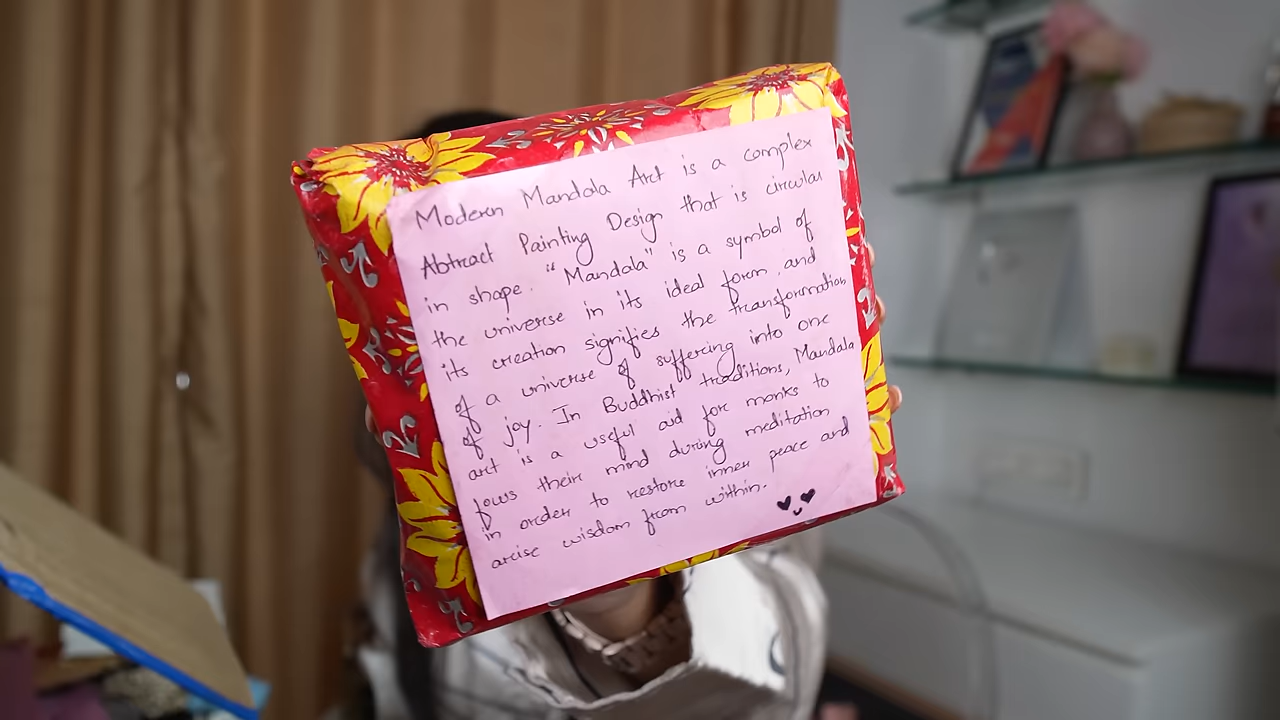 Modern Mandala Art is a complex
Abtract Painting Design that is circular
in shape. "Mandala" is a symbol of
the universe in its ideal form, and
its creation signifies the transformation
of a universe of suffering into one
of joy. In Buddhist traditions, Mandala
art is a useful aid for monks to
fows their mind during meditation
in order to restore inner peace and
arise wisdom from within.